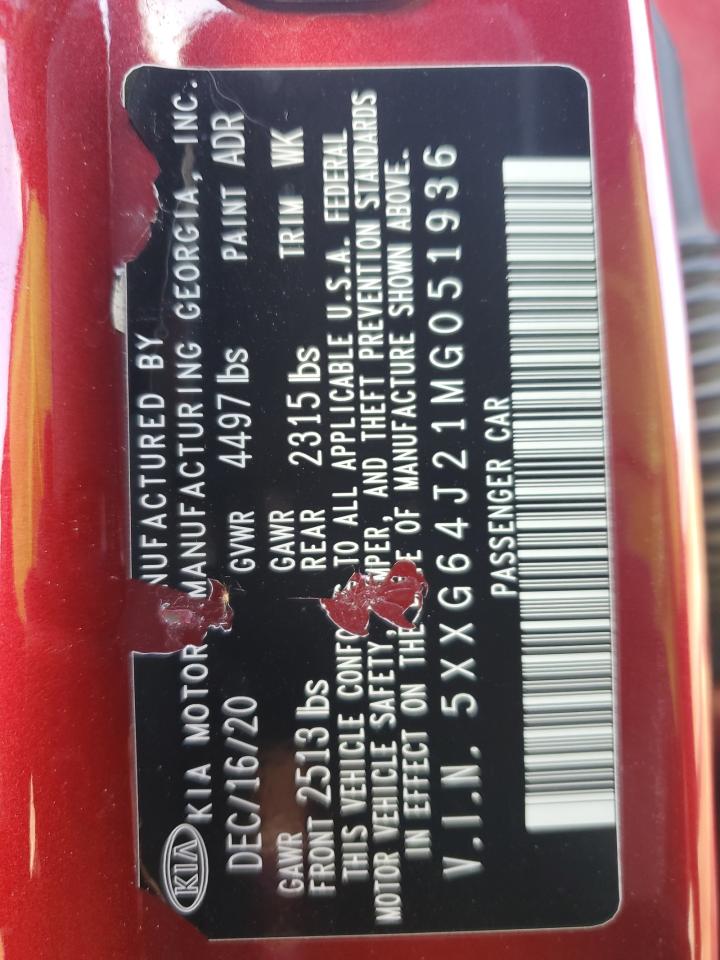 NUFACTURED BY
KIA KIA MOTOR MANUFACTURING GEORGIA, INC.
DEC/16/20 GVWR 4497 lbs PAINT ADR
GAWR FRONT 2513 lbs GAWR REAR 2315 lbs TRIM WK
THIS VEHICLE CONFO TO ALL APPLICABLE U.S.A. FEDERAL
MOTOR VEHICLE SAFETY, MPER, AND THEFT PREVENTION STANDARDS
IN EFFECT ON THE E OF MANUFACTURE SHOWN ABOVE.
V.I.N. 5XXG64J21MG051936
PASSENGER CAR